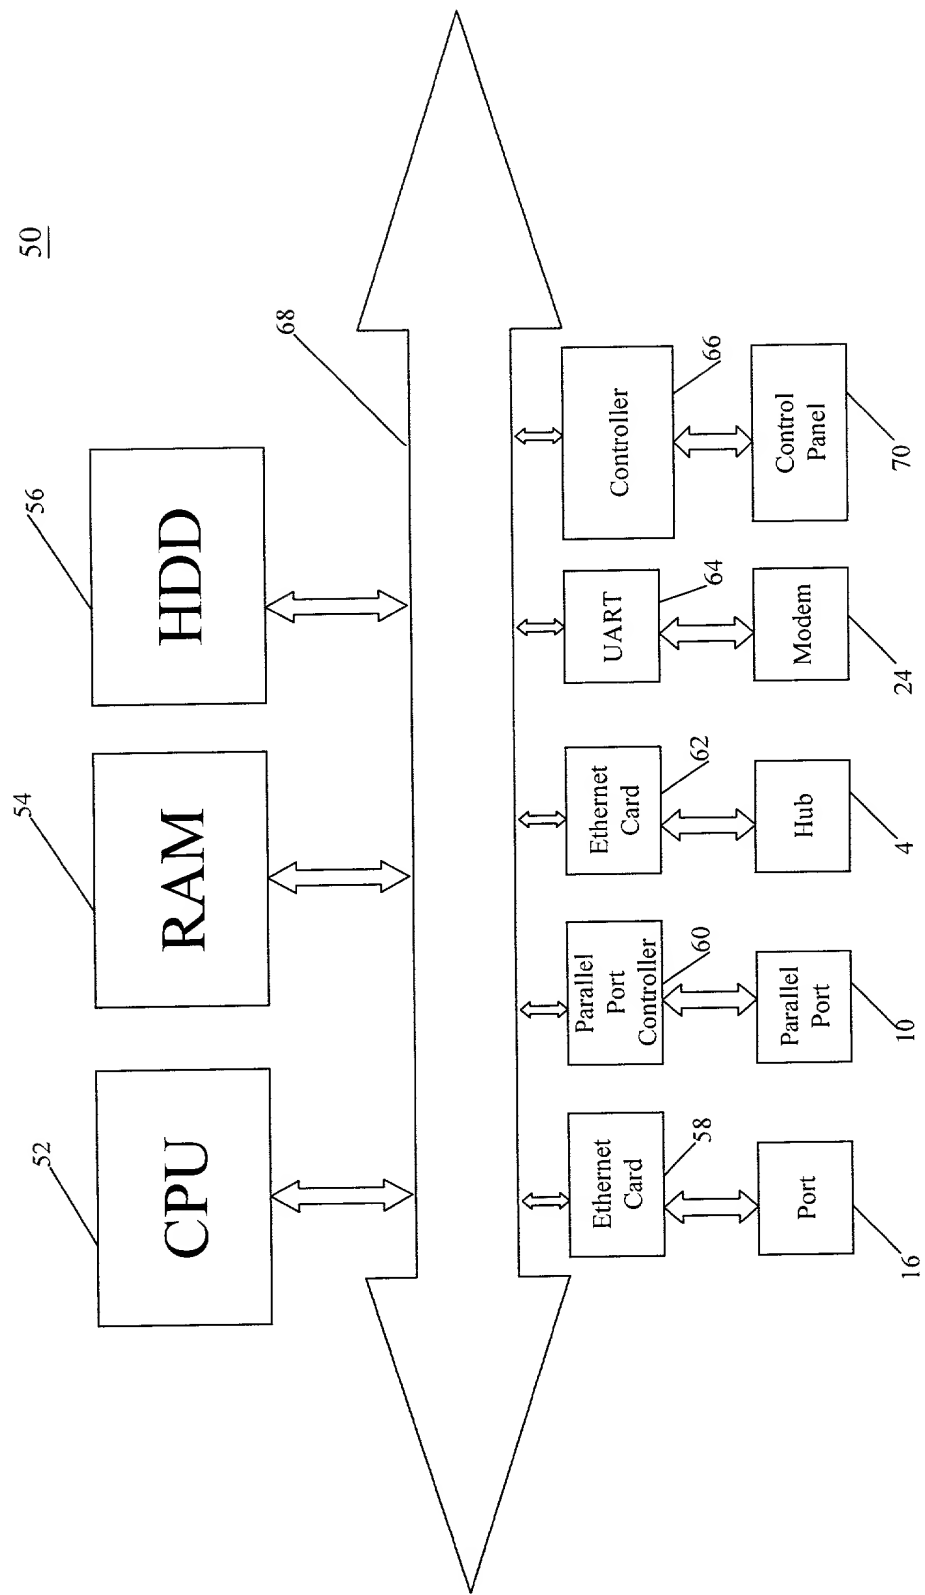 50
52
CPU
54
RAM
56
HDD
68
Ethernet
Card
58
Parallel
Port
Controller
60
Ethernet
Card
62
UART
64
Controller
66
Port
16
Parallel
Port
10
Hub
4
Modem
24
Control
Panel
70